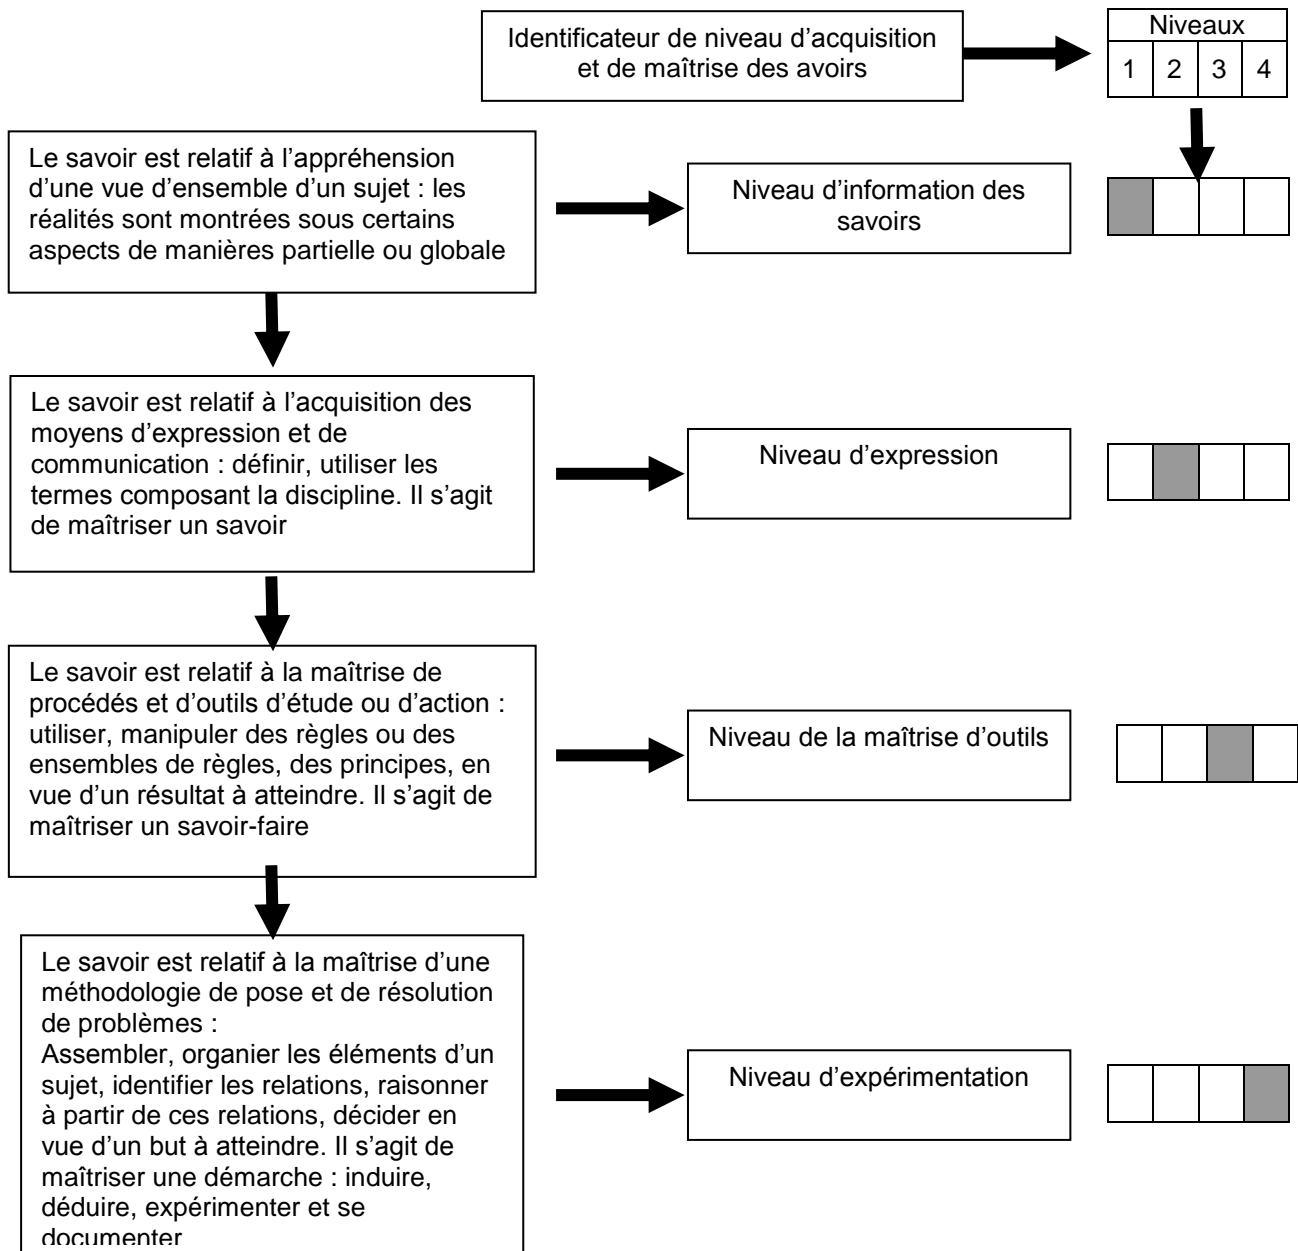 Identificateur de niveau d’acquisition
et de maîtrise des avoirs
Niveaux
1 2 3 4
Le savoir est relatif à l’appréhension
d’une vue d’ensemble d’un sujet : les
réalités sont montrées sous certains
aspects de manières partielle ou globale
Niveau d’information des
savoirs
Le savoir est relatif à l’acquisition des
moyens d’expression et de
communication : définir, utiliser les
termes composant la discipline. Il s’agit
de maîtriser un savoir
Niveau d’expression
Le savoir est relatif à la maîtrise de
procédés et d’outils d’étude ou d’action :
utiliser, manipuler des règles ou des
ensembles de règles, des principes, en
vue d’un résultat à atteindre. Il s’agit de
maîtriser un savoir-faire
Niveau de la maîtrise d’outils
Le savoir est relatif à la maîtrise d’une
méthodologie de pose et de résolution
de problèmes :
Assembler, organier les éléments d’un
sujet, identifier les relations, raisonner
à partir de ces relations, décider en
vue d’un but à atteindre. Il s’agit de
maîtriser une démarche : induire,
déduire, expérimenter et se
documenter
Niveau d’expérimentation